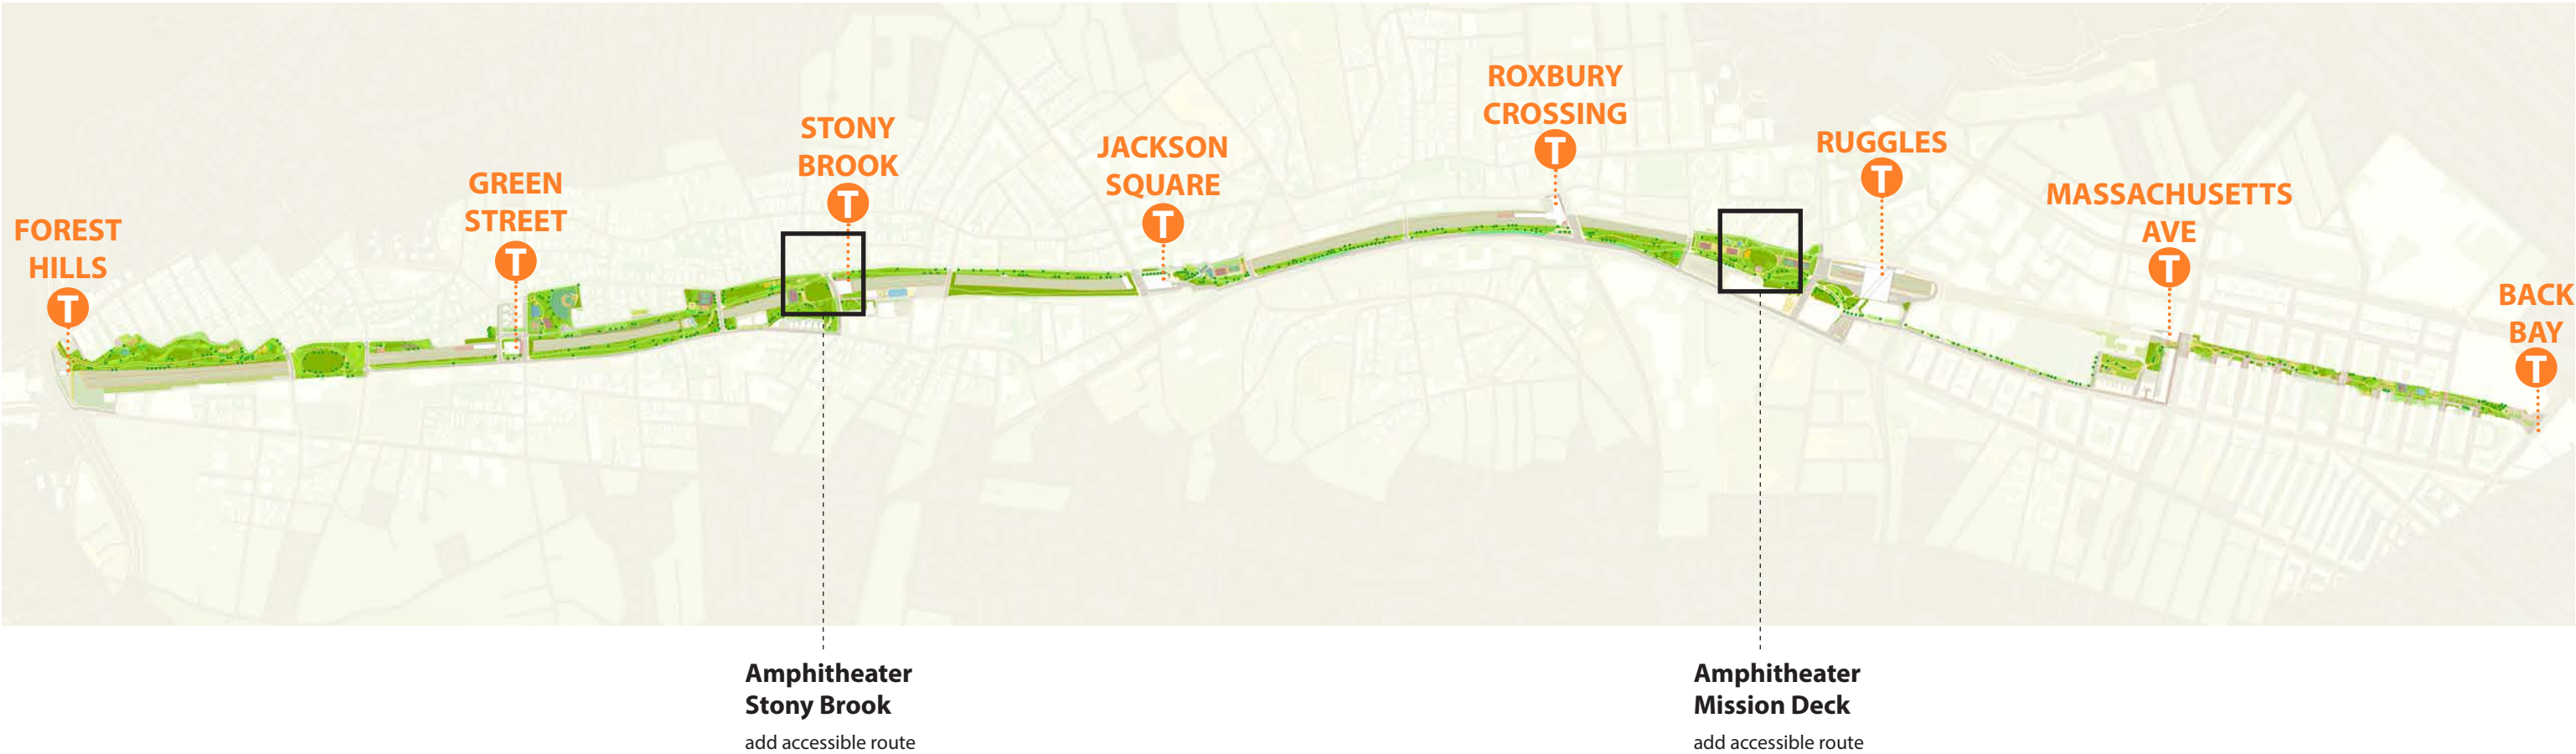 FOREST
HILLS
T
GREEN
STREET
T
STONY
BROOK
T
JACKSON
SQUARE
T
ROXBURY
CROSSING
T
RUGGLES
T
MASSACHUSETTS
AVE
T
BACK
BAY
T
Amphitheater
Stony Brook
add accessible route
Amphitheater
Mission Deck
add accessible route